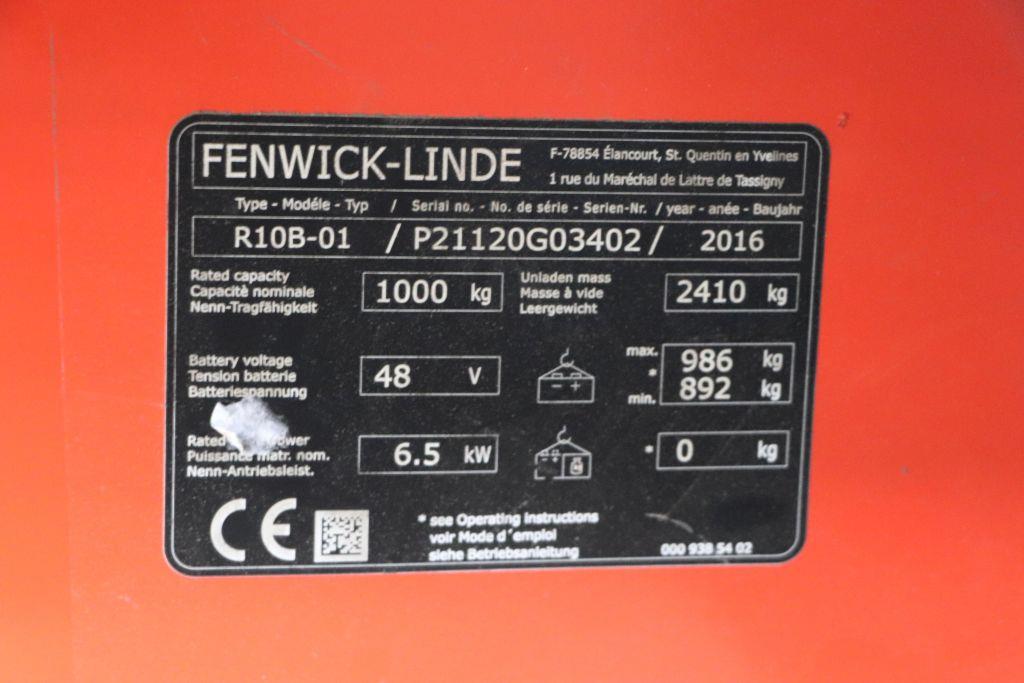 FENWICK-LINDE
F-78854 Élancourt, St. Quentin en Yvelines
1 rue du Maréchal de Lattre de Tassigny
Type - Modéle - Typ / Serial no. - No. de série - Serien-Nr. / year - anée - Baujahr
R10B-01 / P21120G03402 / 2016
Rated capacity
Capacitè nominale
Nenn-Tragfähigkeit
1000 kg
Unladen mass
Masse à vide
Leergewicht
2410 kg
Battery voltage
Tension batterie
Batteriespannung
48 V
max. 986 kg
*
min. 892 kg
Rated
Puissance matr. nom.
Nenn-Antriebsleist.
6.5 kW
* 0 kg
CE
* see Operating instructions
voir Mode d´emploi
siehe Betriebsanleitung
000 938 54 02